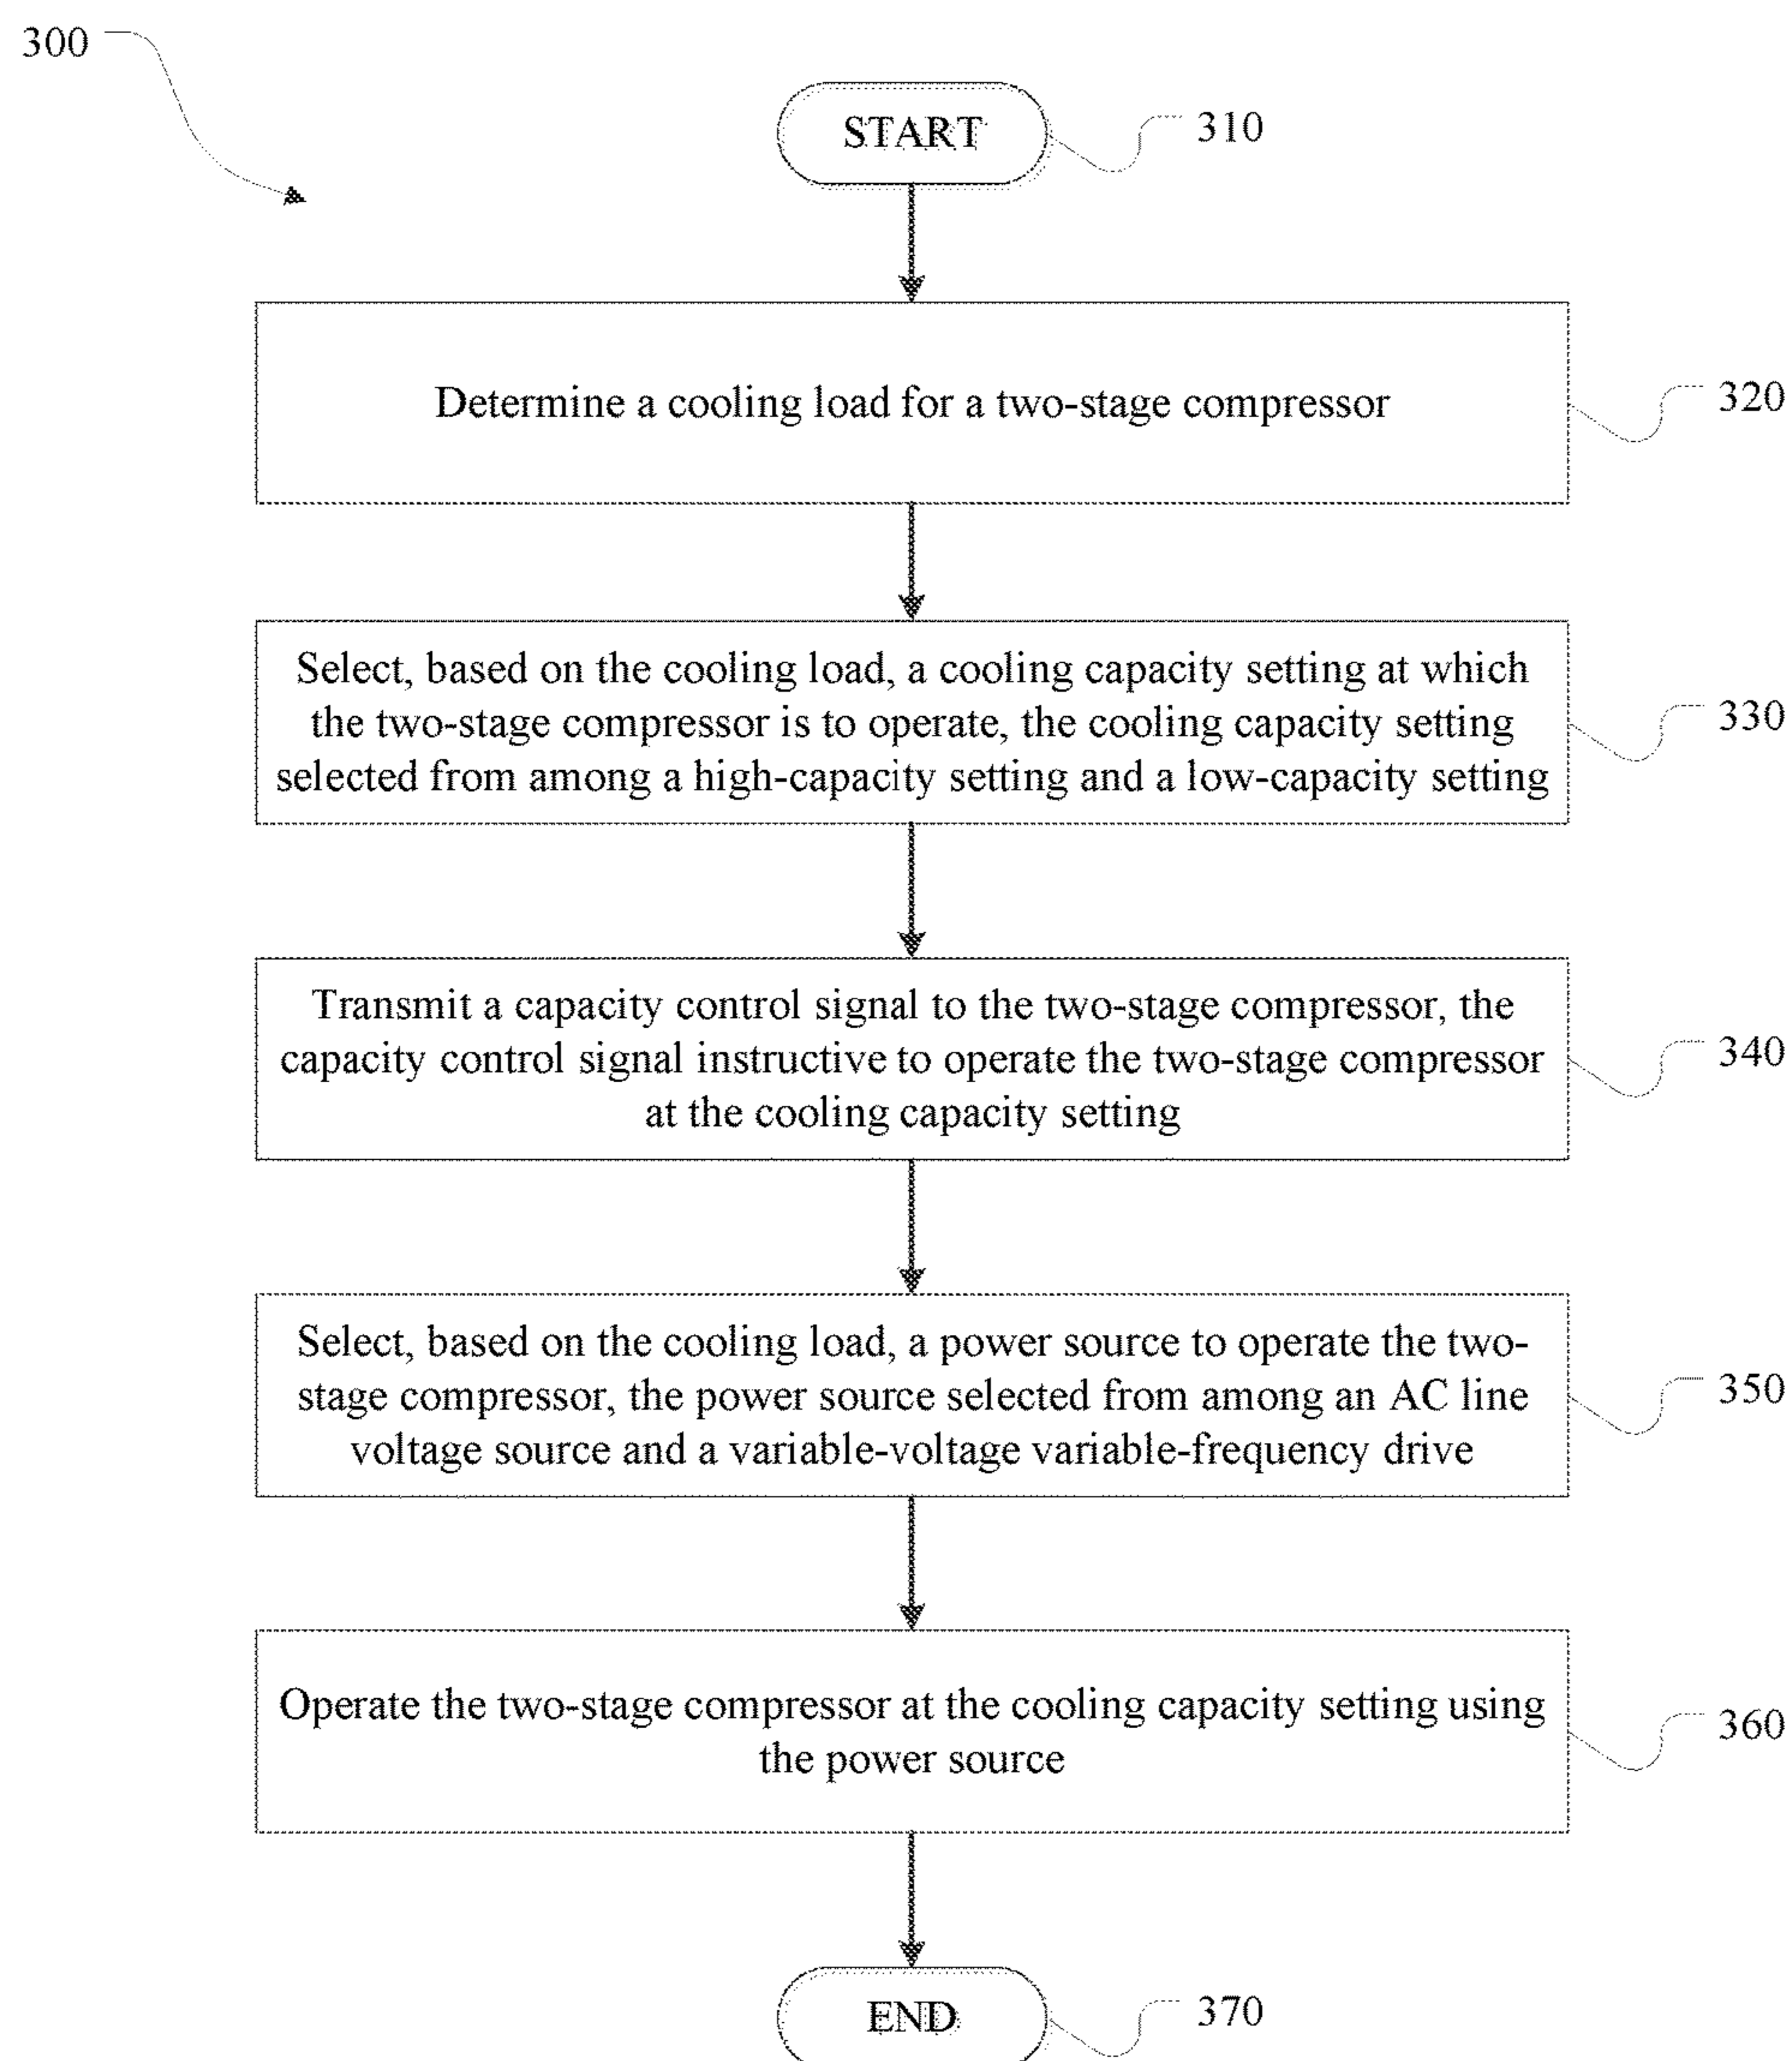 300
START
310
Determine a cooling load for a two-stage compressor
320
Select, based on the cooling load, a cooling capacity setting at which
the two-stage compressor is to operate, the cooling capacity setting
selected from among a high-capacity setting and a low-capacity setting
330
Transmit a capacity control signal to the two-stage compressor, the
capacity control signal instructive to operate the two-stage compressor
at the cooling capacity setting
340
Select, based on the cooling load, a power source to operate the two-
stage compressor, the power source selected from among an AC line
voltage source and a variable-voltage variable-frequency drive
350
Operate the two-stage compressor at the cooling capacity setting using
the power source
360
END
370